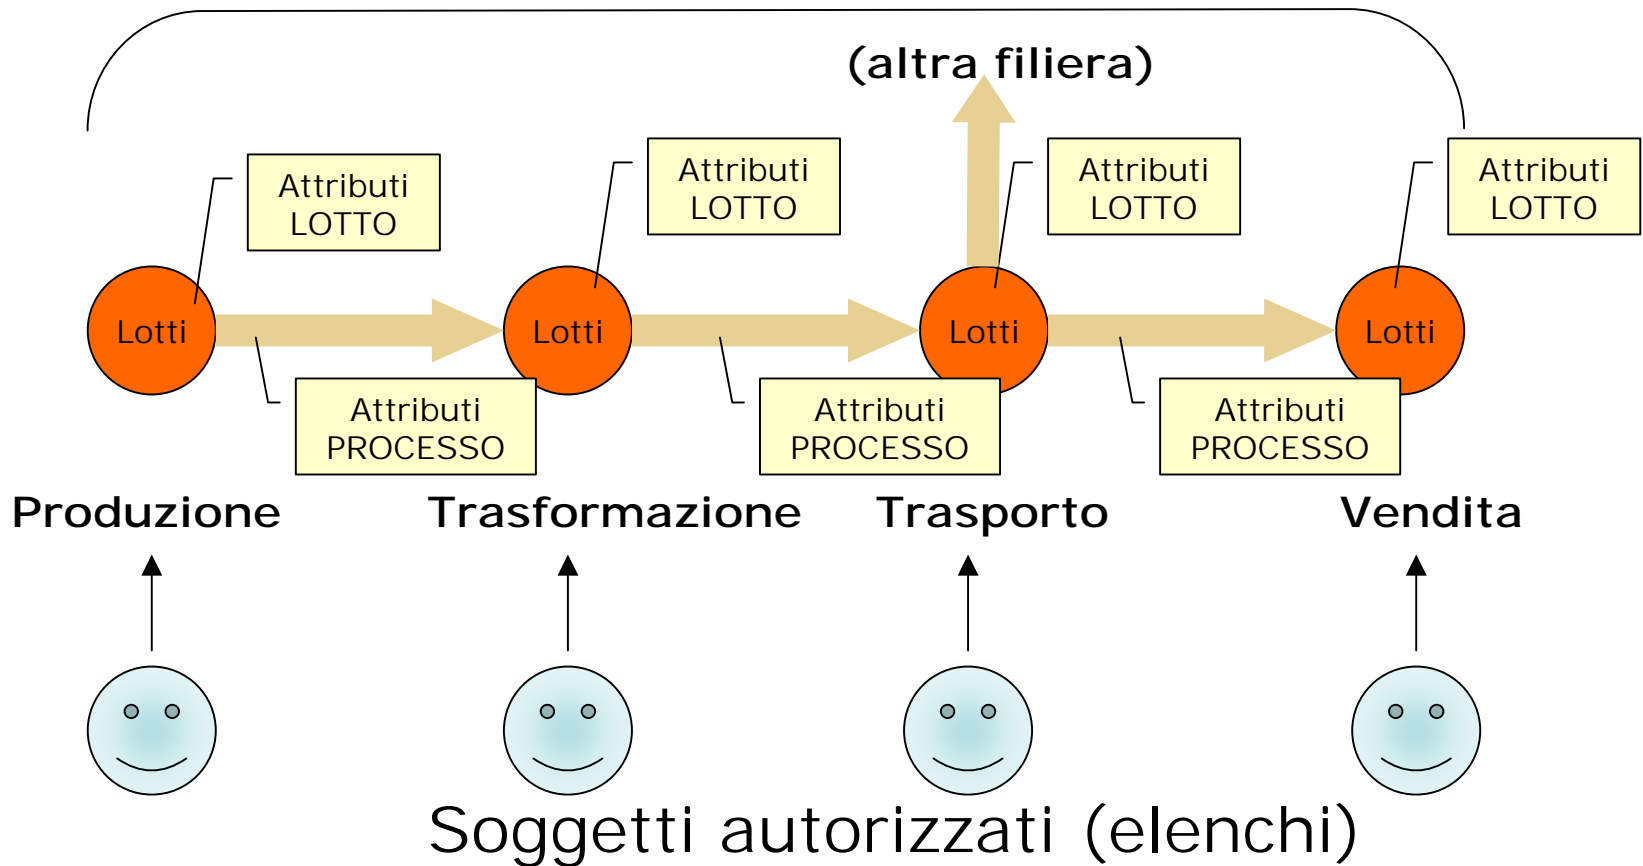 (altra filiera)
Attributi
LOTTO
Attributi
LOTTO
Attributi
LOTTO
Attributi
LOTTO
Lotti
Lotti
Lotti
Lotti
Attributi
PROCESSO
Attributi
PROCESSO
Attributi
PROCESSO
Produzione
Trasformazione
Trasporto
Vendita
Soggetti autorizzati (elenchi)